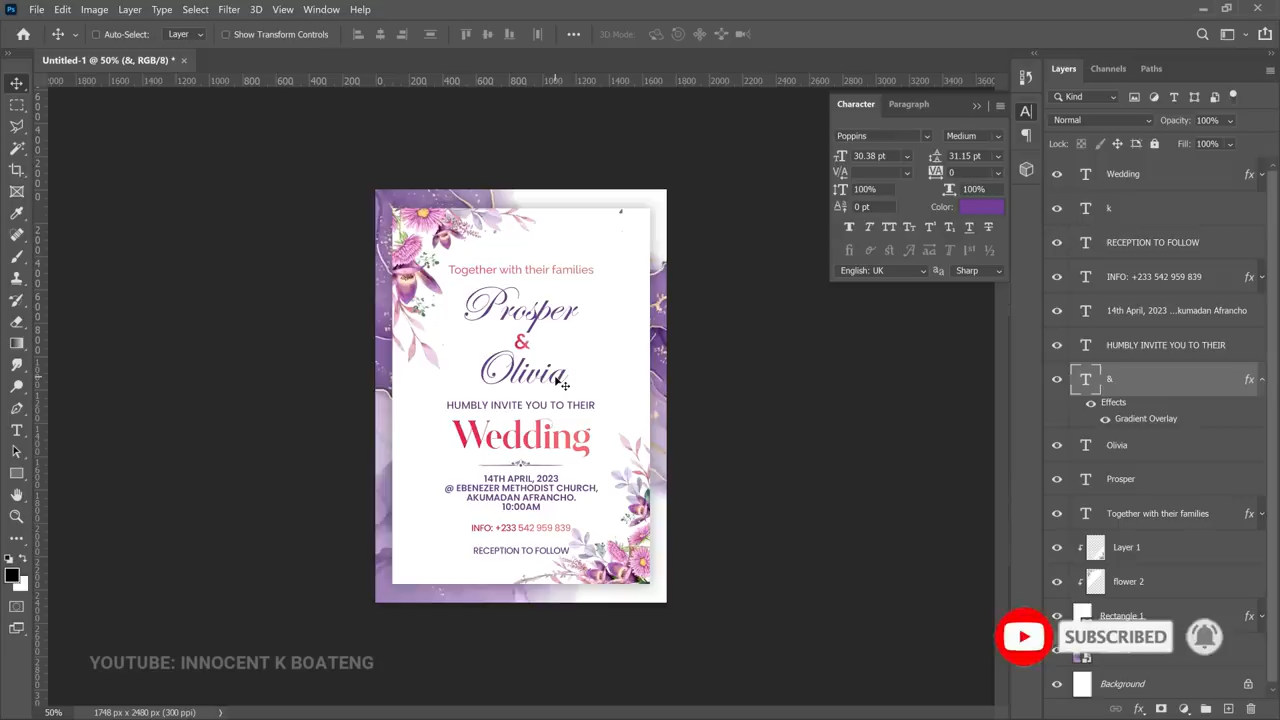 File Edit Image Layer Type Select Filter 3D View Window Help
Auto-Select: Layer Show Transform Controls 3D Mode:
Untitled-1 @ 50% (&, RGB/8) *
Layers Channels Paths
Kind
Normal Opacity: 100%
Lock: Fill: 100%
Character Paragraph
Poppins Medium
30.38 pt 31.15 pt
0
100% 100%
0 pt Color:
English: UK Sharp
Wedding
k
RECEPTION TO FOLLOW
INFO: +233 542 959 839
14th April, 2023 ...kumadan Afrancho
HUMBLY INVITE YOU TO THEIR
&
Effects
Gradient Overlay
Olivia
Prosper
Together with their families
Layer 1
flower 2
Rectangle 1
Background
Together with their families
Prosper
&
Olivia
HUMBLY INVITE YOU TO THEIR
Wedding
14TH APRIL, 2023
@ EBENEZER METHODIST CHURCH,
AKUMADAN AFRANCHO.
10:00AM
INFO: +233 542 959 839
RECEPTION TO FOLLOW
SUBSCRIBED
YOUTUBE: INNOCENT K BOATENG
50% 1748 px x 2480 px (300 ppi)